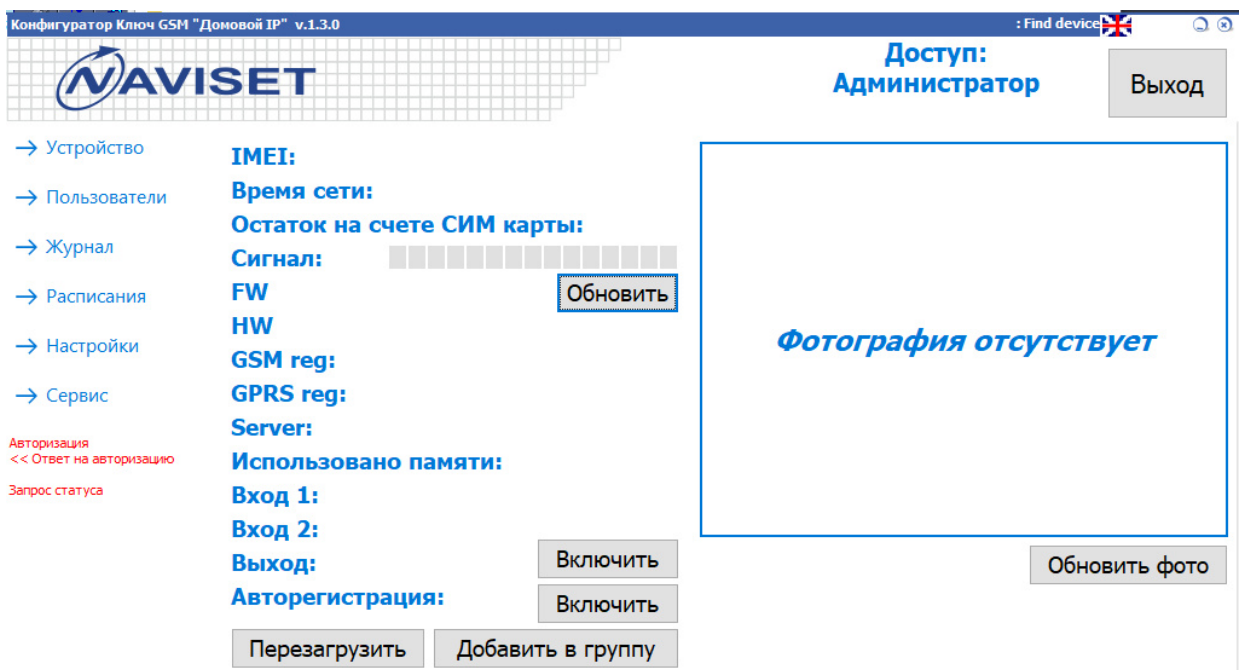 Конфигуратор Ключ GSM "Домовой IP" v.1.3.0 : Find device
NAVISET
Доступ:
Администратор
Выход
Устройство
Пользователи
Журнал
Расписания
Настройки
Сервис
Авторизация
<< Ответ на авторизацию
Запрос статуса
IMEI:
Время сети:
Остаток на счете СИМ карты:
Сигнал:
FW Обновить
HW
GSM reg:
GPRS reg:
Server:
Использовано памяти:
Вход 1:
Вход 2:
Выход: Включить
Авторегистрация: Включить
Перезагрузить Добавить в группу
Фотография отсутствует
Обновить фото